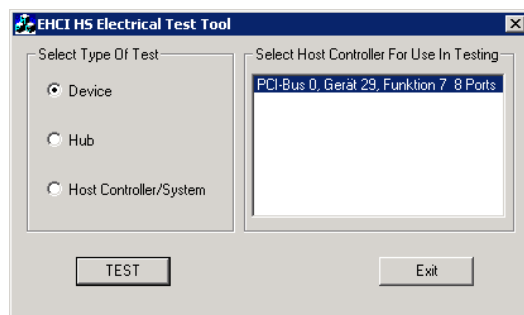 EHCI HS Electrical Test Tool
Select Type Of Test
Device
Hub
Host Controller/System
Select Host Controller For Use In Testing
PCI-Bus 0, Gerät 29, Funktion 7 8 Ports
TEST
Exit